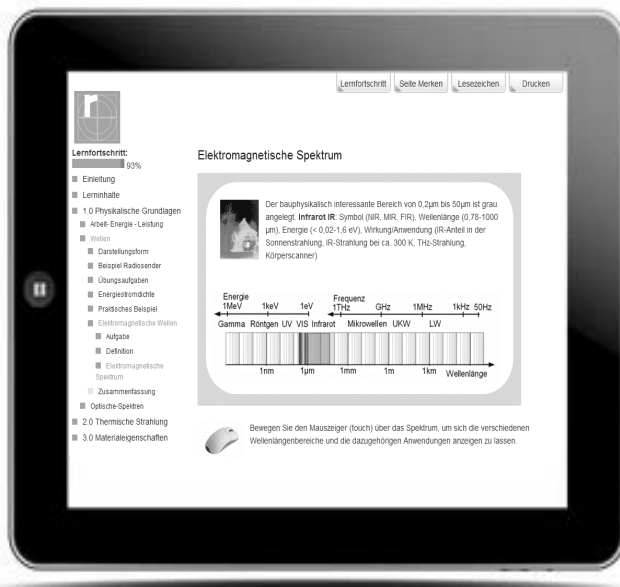 Lernfortschritt Seite Merken Lesezeichen Drucken
r
Lernfortschritt:
93%
Einleitung
Lerninhalte
1.0 Physikalische Grundlagen
Arbeit- Energie - Leistung
Wellen
Darstellungsform
Beispiel Radiosender
Übungsaufgaben
Energiestromdichte
Praktisches Beispiel
Elektromagnetische Wellen
Aufgabe
Definition
Elektromagnetische
Spektrum
Zusammenfassung
Optische-Spektren
2.0 Thermische Strahlung
3.0 Materialeigenschaften
Elektromagnetische Spektrum
Der bauphysikalisch interessante Bereich von 0,2µm bis 50µm ist grau
angelegt. Infrarot IR: Symbol (NIR, MIR, FIR), Wellenlänge (0,78-1000
µm), Energie (< 0,02-1,6 eV), Wirkung/Anwendung (IR-Anteil in der
Sonnenstrahlung, IR-Strahlung bei ca. 300 K, THz-Strahlung,
Körperscanner)
Energie Frequenz
1MeV 1keV 1eV 1THz GHz 1MHz 1kHz 50Hz
Gamma Röntgen UV VIS Infrarot Mikrowellen UKW LW
1nm 1µm 1mm 1m 1km Wellenlänge
Bewegen Sie den Mauszeiger (touch) über das Spektrum, um sich die verschiedenen
Wellenlängenbereiche und die dazugehörigen Anwendungen anzeigen zu lassen.